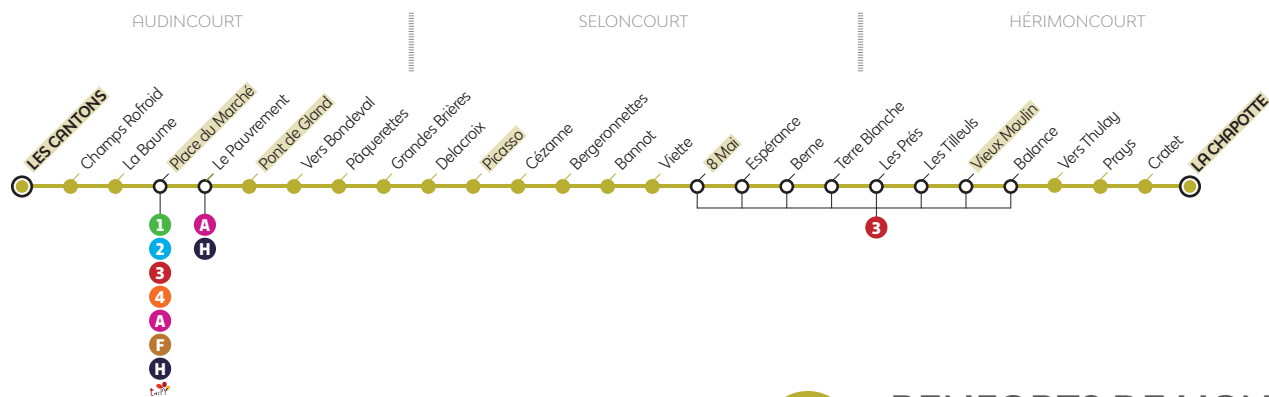 AUDINCOURT
SELONCOURT
HÉRIMONCOURT
LES CANTONS
Champs Rofroid
La Baume
Place du Marché
Le Pauvrement
Pont de Gland
Vers Bondeval
Pâquerettes
Grandes Brières
Delacroix
Picasso
Cézanne
Bergeronnettes
Bannot
Viette
8 Mai
Espérance
Berne
Terre Blanche
Les Prés
Les Tilleuls
Vieux Moulin
Balance
Vers Thulay
Prays
Cratet
LA CHAPOTTE
1
2
3
4
A
F
H
A
H
3